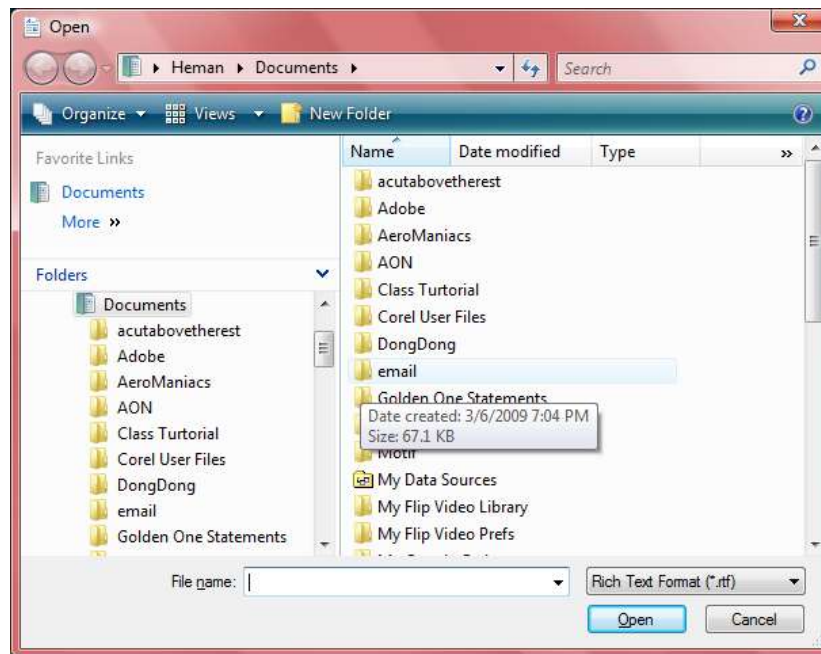 Open
Heman Documents
Search
Organize Views New Folder
Favorite Links
Documents
More »
Folders
Documents
acutabovetherest
Adobe
AeroManiacs
AON
Class Turtorial
Corel User Files
DongDong
email
Golden One Statements
Name Date modified Type »
acutabovetherest
Adobe
AeroManiacs
AON
Class Turtorial
Corel User Files
DongDong
email
Golden One Statements
Date created: 3/6/2009 7:04 PM
Size: 67.1 KB
Motif
My Data Sources
My Flip Video Library
My Flip Video Prefs
File name:
Rich Text Format (*.rtf)
Open Cancel